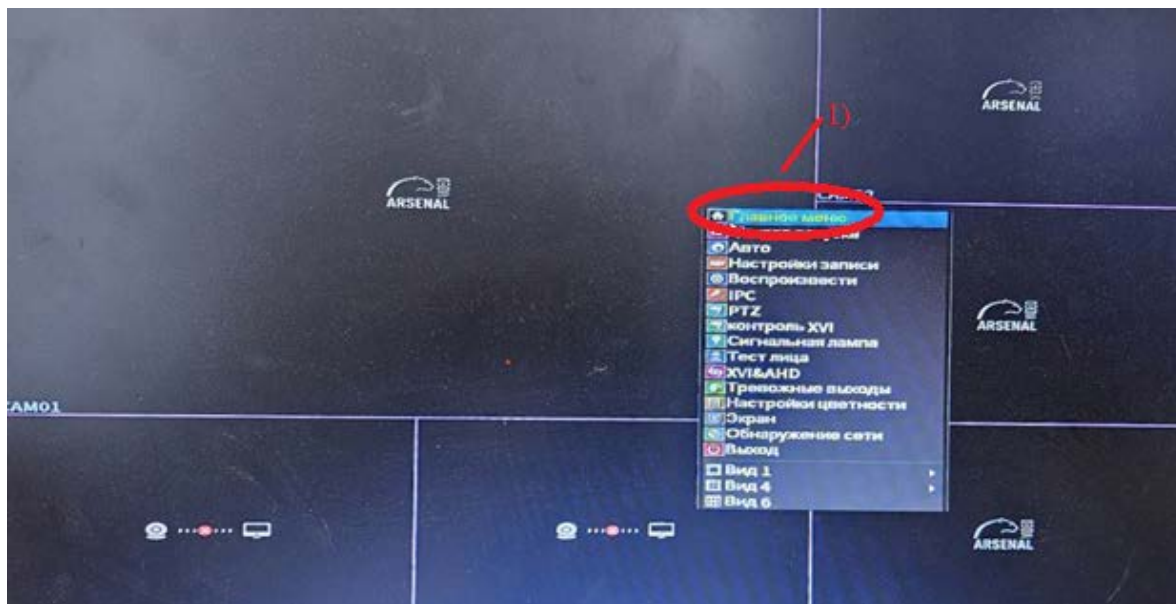 ARSENAL
1)
ARSENAL
Главное меню
Авто
Настройки записи
Воспроизвести
IPC
PTZ
контроль XVI
Сигнальная лампа
Тест лица
XVI&AHD
Тревожные выходы
Настройки цветности
Экран
Обнаружение сети
Выход
Вид 1
Вид 4
Вид 6
ARSENAL
CAM01
ARSENAL